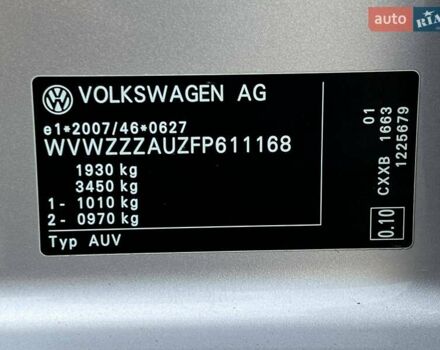 auto RIA
VOLKSWAGEN AG
e1*2007/46*0627
WVWZZZAUZFP611168
1930 kg
3450 kg
1- 1010 kg
2- 0970 kg
Typ AUV
01
CXXB 1663
1225679
0.10